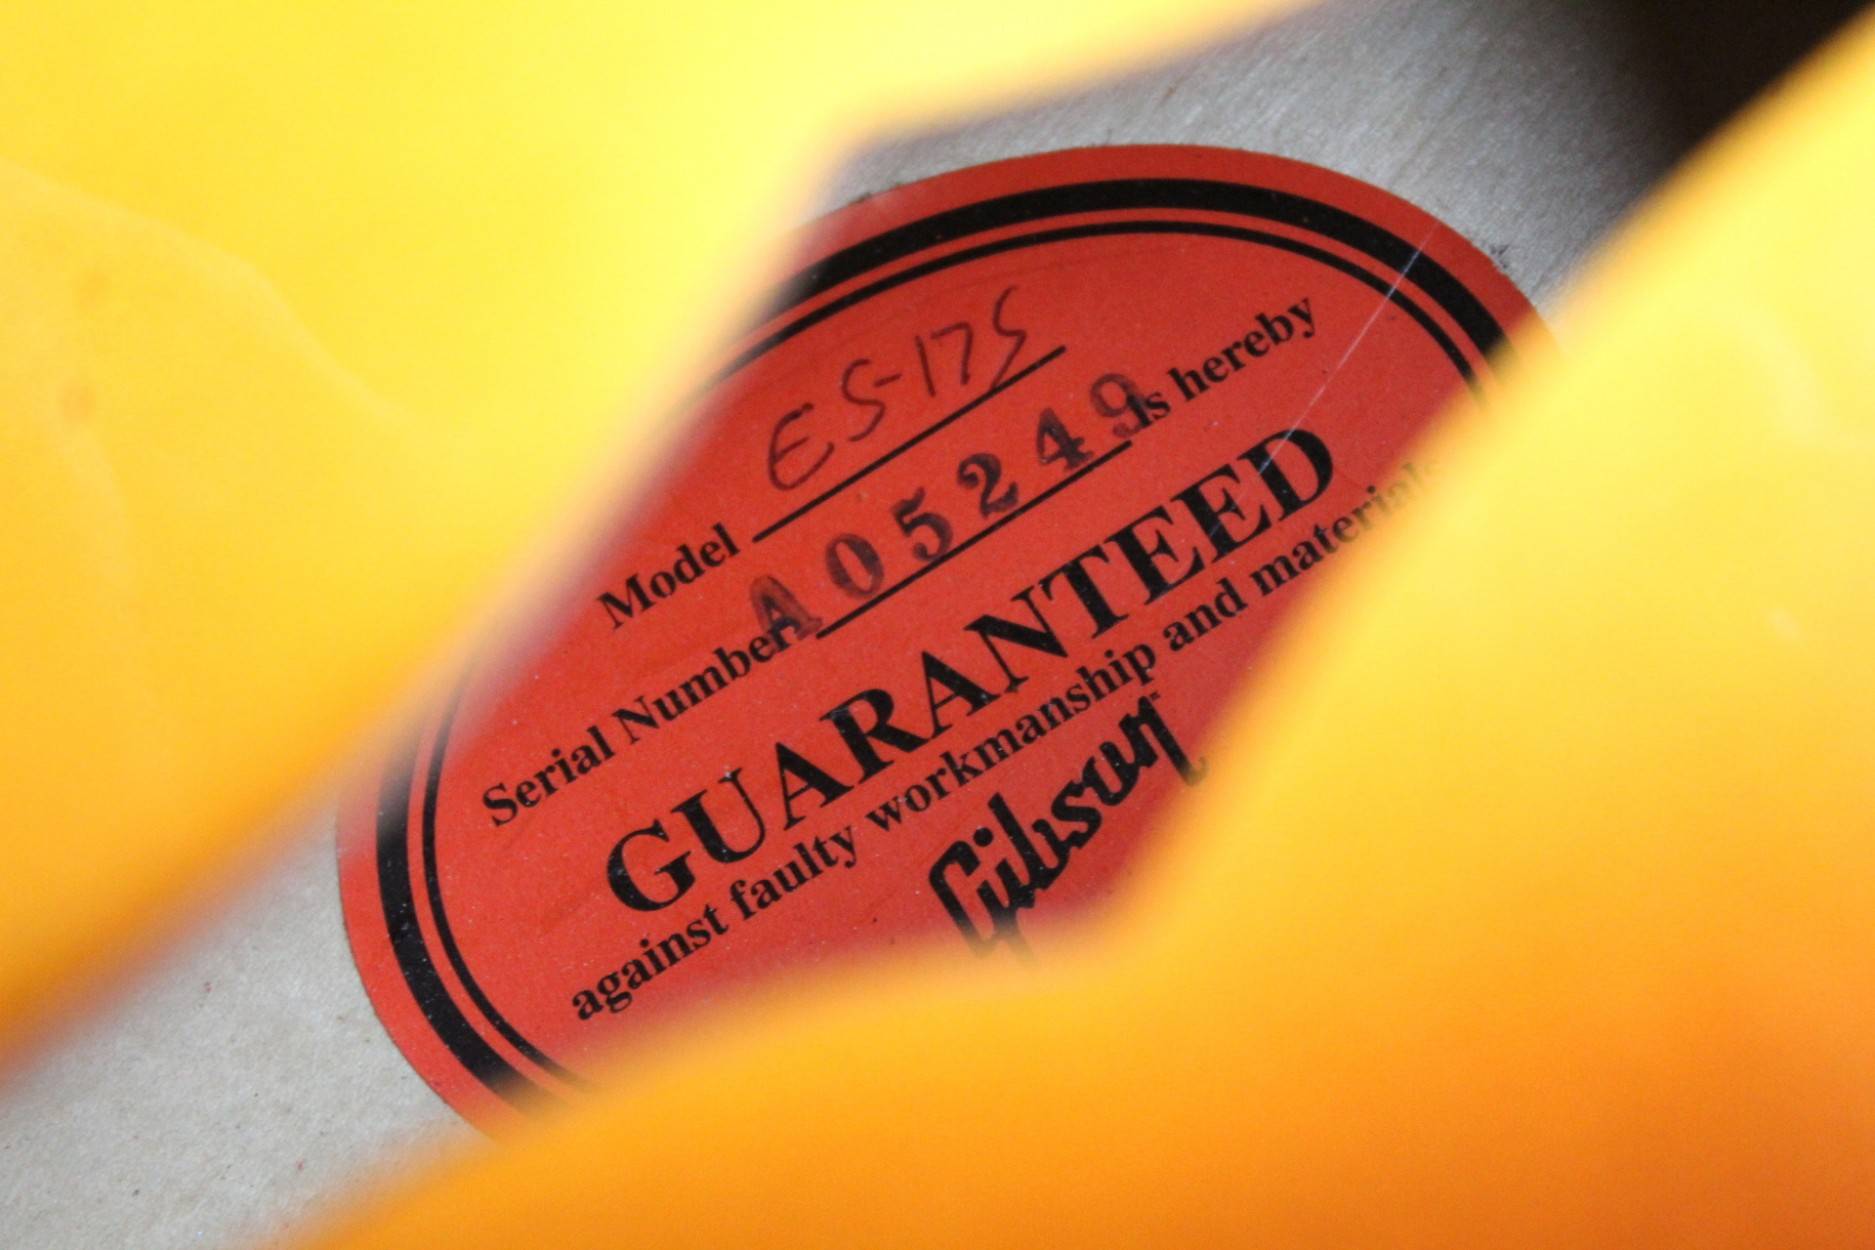 Model ES-175
Serial Number A05249 is hereby
GUARANTEED
against faulty workmanship and materials
Gibson